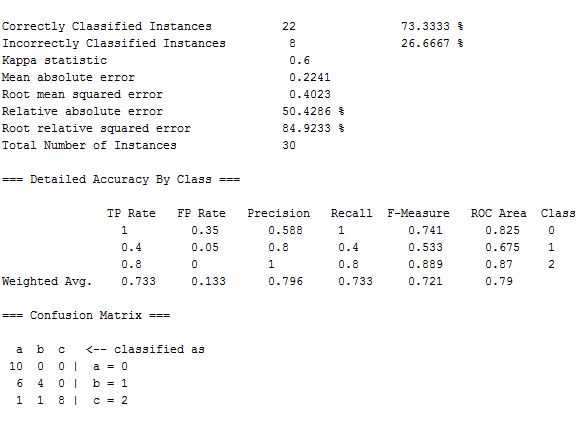 Correctly Classified Instances 22 73.3333 %
Incorrectly Classified Instances 8 26.6667 %
Kappa statistic 0.6
Mean absolute error 0.2241
Root mean squared error 0.4023
Relative absolute error 50.4286 %
Root relative squared error 84.9233 %
Total Number of Instances 30
=== Detailed Accuracy By Class ===
TP Rate FP Rate Precision Recall F-Measure ROC Area Class
1 0.35 0.588 1 0.741 0.825 0
0.4 0.05 0.8 0.4 0.533 0.675 1
0.8 0 1 0.8 0.889 0.87 2
Weighted Avg. 0.733 0.133 0.796 0.733 0.721 0.79
=== Confusion Matrix ===
a b c <-- classified as
10 0 0 | a = 0
6 4 0 | b = 1
1 1 8 | c = 2